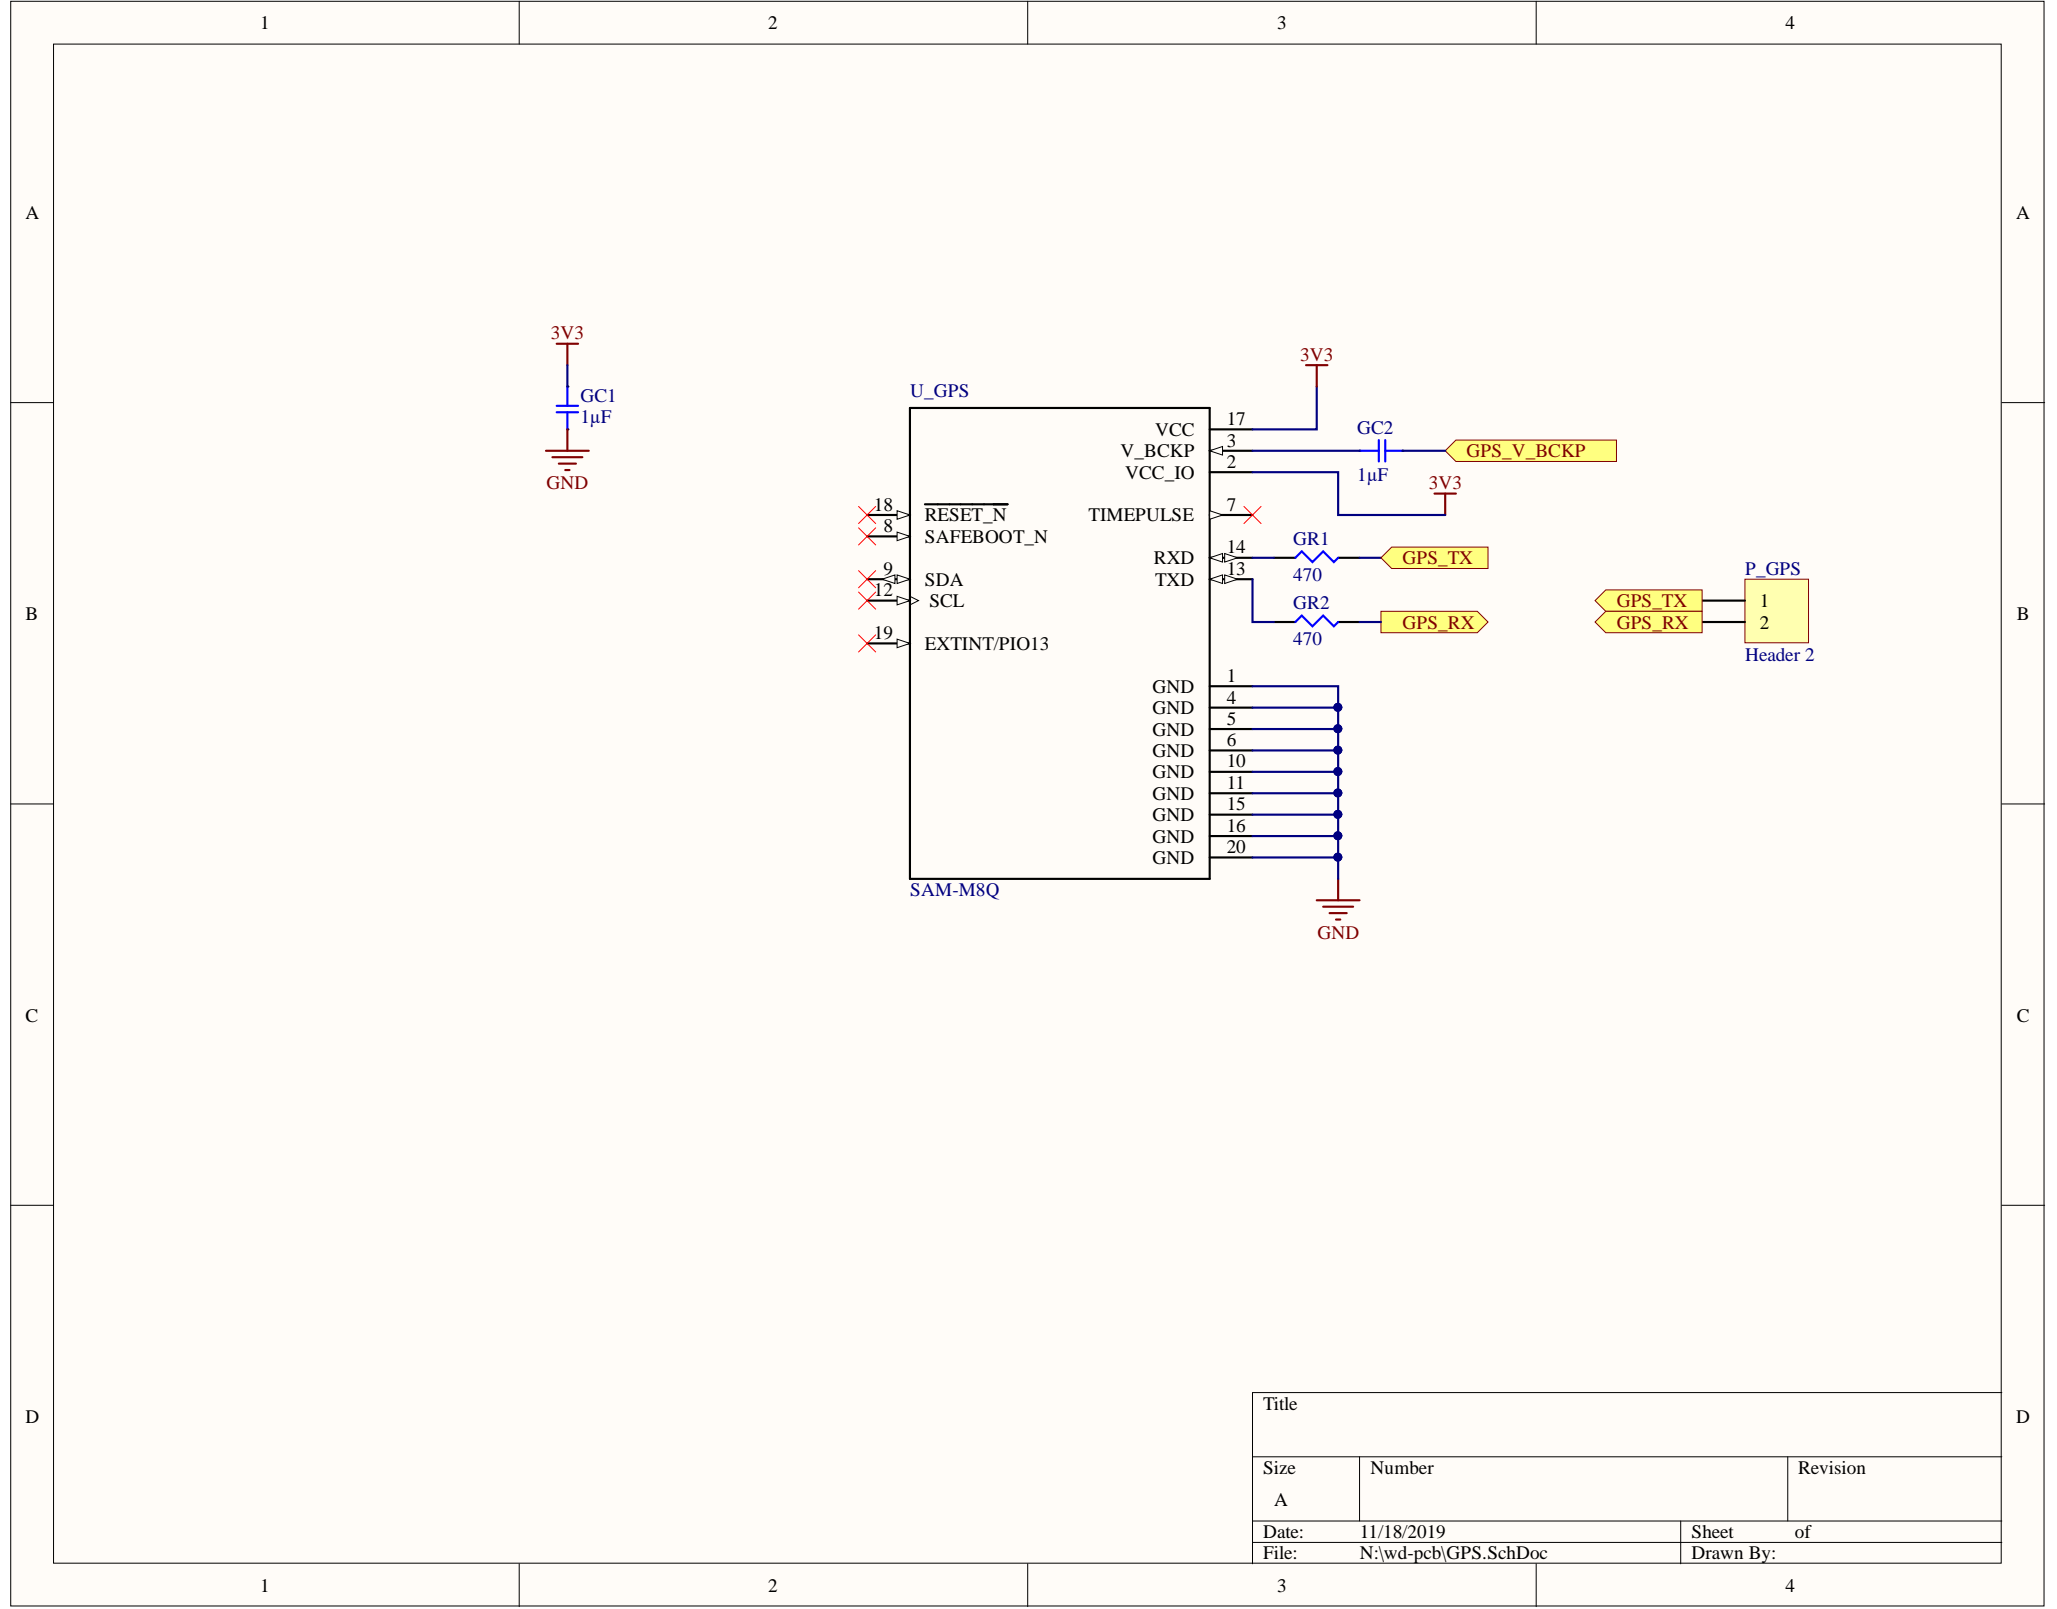 1 2 3 4
A A
3V3
GC1
1µF
GND
3V3
U_GPS
VCC 17
V_BCKP 3 GC2 1µF GPS_V_BCKP
VCC_IO 2 3V3
18 RESET_N TIMEPULSE 7
8 SAFEBOOT_N
RXD 14 GR1 470 GPS_TX
9 SDA TXD 13
12 SCL GR2 470 GPS_RX
19 EXTINT/PIO13
P_GPS
GPS_TX 1
GPS_RX 2
Header 2
B B
GND 1
GND 4
GND 5
GND 6
GND 10
GND 11
GND 15
GND 16
GND 20
SAM-M8Q
GND
C C
D D
Title
Size Number Revision
A
Date: 11/18/2019 Sheet of
File: N:\wd-pcb\GPS.SchDoc Drawn By:
1 2 3 4